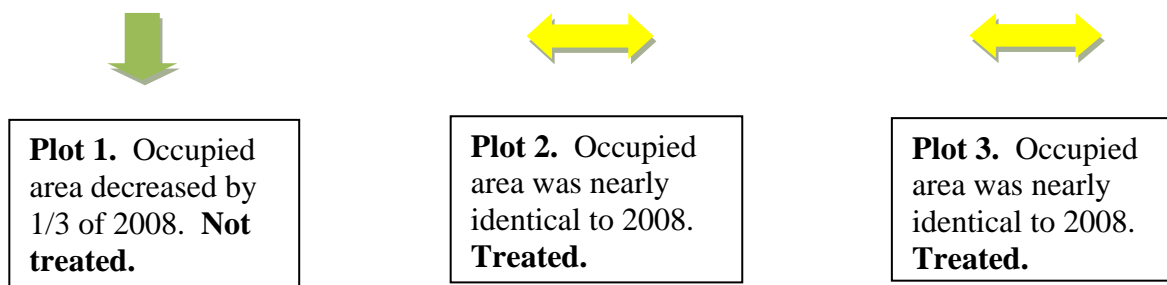 Plot 1. Occupied
area decreased by
1/3 of 2008. Not
treated.
Plot 2. Occupied
area was nearly
identical to 2008.
Treated.
Plot 3. Occupied
area was nearly
identical to 2008.
Treated.